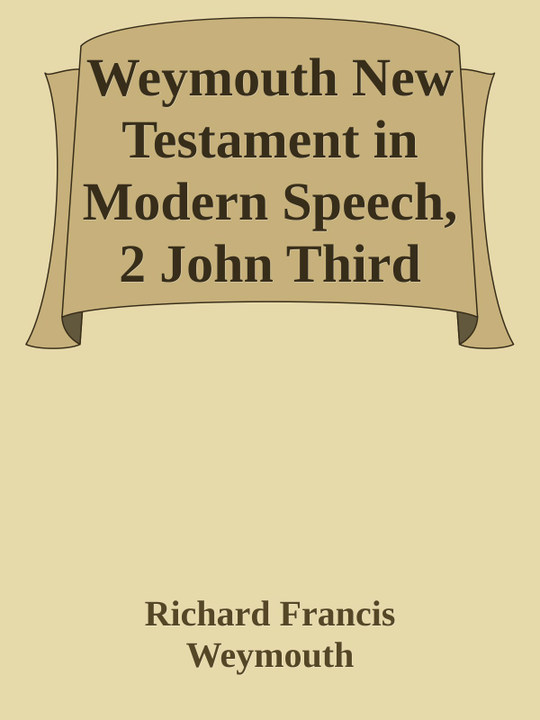 Weymouth New
Testament in
Modern Speech,
2 John Third
Richard Francis
Weymouth